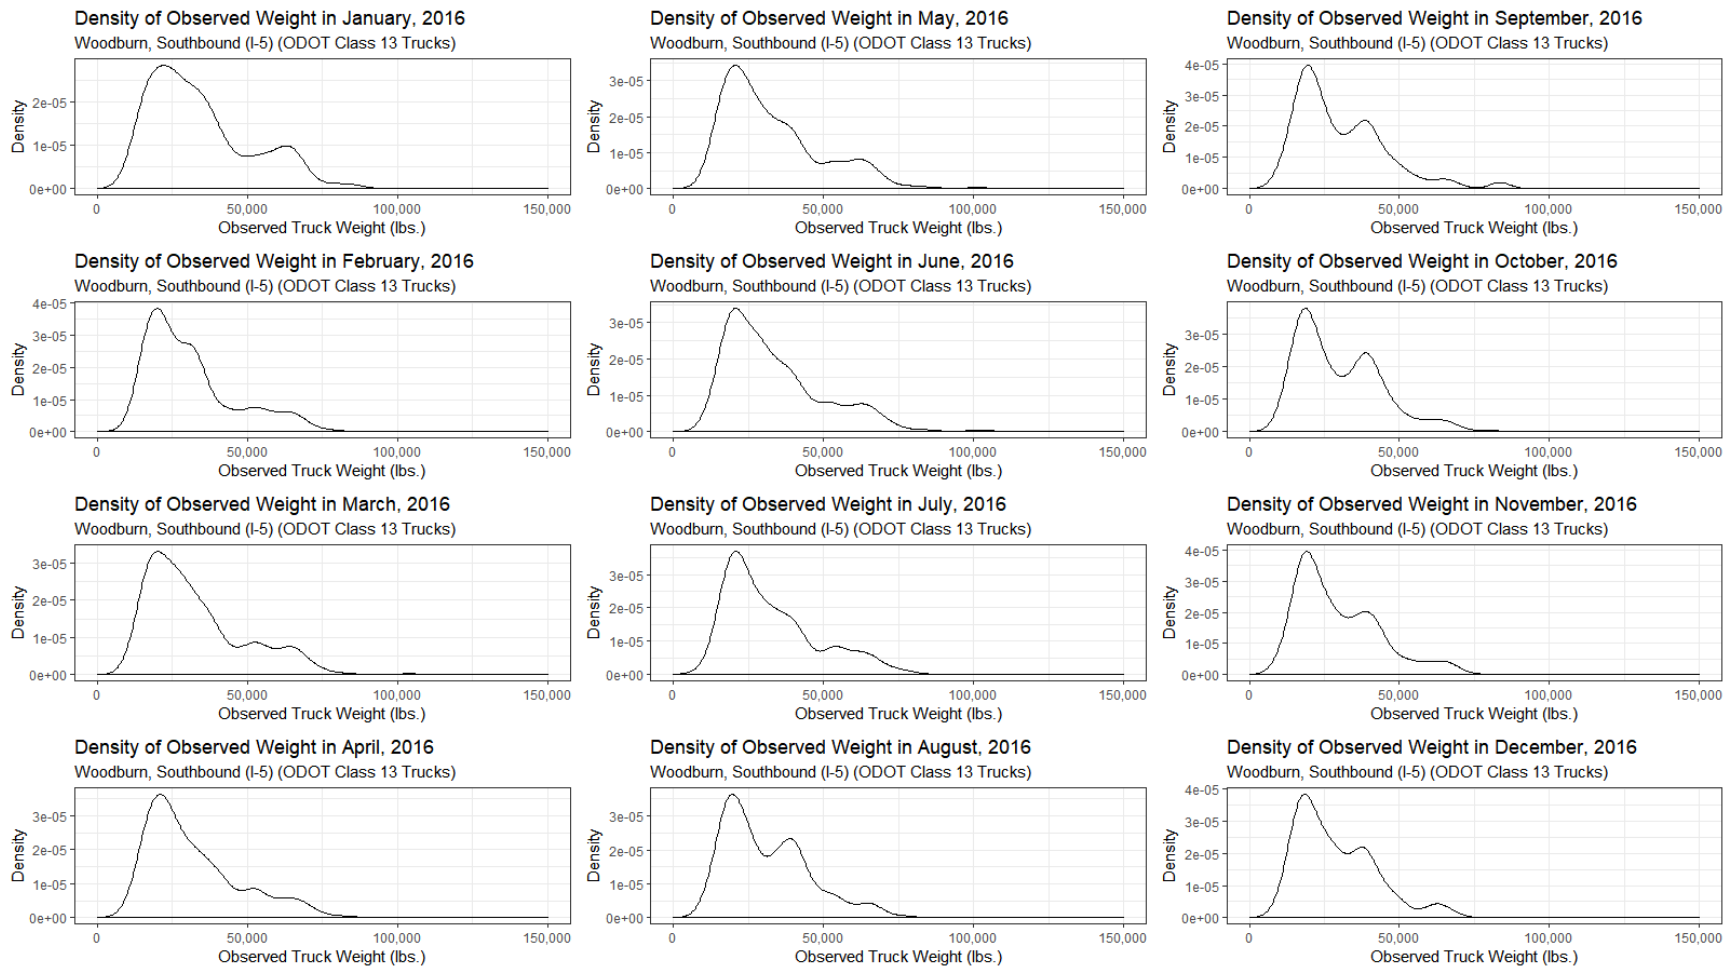 Density of Observed Weight in January, 2016
Woodburn, Southbound (I-5) (ODOT Class 13 Trucks)
Density
2e-05
1e-05
0e+00
0 50,000 100,000 150,000
Observed Truck Weight (lbs.)
Density of Observed Weight in February, 2016
Woodburn, Southbound (I-5) (ODOT Class 13 Trucks)
Density
4e-05
3e-05
2e-05
1e-05
0e+00
0 50,000 100,000 150,000
Observed Truck Weight (lbs.)
Density of Observed Weight in March, 2016
Woodburn, Southbound (I-5) (ODOT Class 13 Trucks)
Density
3e-05
2e-05
1e-05
0e+00
0 50,000 100,000 150,000
Observed Truck Weight (lbs.)
Density of Observed Weight in April, 2016
Woodburn, Southbound (I-5) (ODOT Class 13 Trucks)
Density
3e-05
2e-05
1e-05
0e+00
0 50,000 100,000 150,000
Observed Truck Weight (lbs.)
Density of Observed Weight in May, 2016
Woodburn, Southbound (I-5) (ODOT Class 13 Trucks)
Density
3e-05
2e-05
1e-05
0e+00
0 50,000 100,000 150,000
Observed Truck Weight (lbs.)
Density of Observed Weight in June, 2016
Woodburn, Southbound (I-5) (ODOT Class 13 Trucks)
Density
3e-05
2e-05
1e-05
0e+00
0 50,000 100,000 150,000
Observed Truck Weight (lbs.)
Density of Observed Weight in July, 2016
Woodburn, Southbound (I-5) (ODOT Class 13 Trucks)
Density
3e-05
2e-05
1e-05
0e+00
0 50,000 100,000 150,000
Observed Truck Weight (lbs.)
Density of Observed Weight in August, 2016
Woodburn, Southbound (I-5) (ODOT Class 13 Trucks)
Density
3e-05
2e-05
1e-05
0e+00
0 50,000 100,000 150,000
Observed Truck Weight (lbs.)
Density of Observed Weight in September, 2016
Woodburn, Southbound (I-5) (ODOT Class 13 Trucks)
Density
4e-05
3e-05
2e-05
1e-05
0e+00
0 50,000 100,000 150,000
Observed Truck Weight (lbs.)
Density of Observed Weight in October, 2016
Woodburn, Southbound (I-5) (ODOT Class 13 Trucks)
Density
3e-05
2e-05
1e-05
0e+00
0 50,000 100,000 150,000
Observed Truck Weight (lbs.)
Density of Observed Weight in November, 2016
Woodburn, Southbound (I-5) (ODOT Class 13 Trucks)
Density
4e-05
3e-05
2e-05
1e-05
0e+00
0 50,000 100,000 150,000
Observed Truck Weight (lbs.)
Density of Observed Weight in December, 2016
Woodburn, Southbound (I-5) (ODOT Class 13 Trucks)
Density
4e-05
3e-05
2e-05
1e-05
0e+00
0 50,000 100,000 150,000
Observed Truck Weight (lbs.)